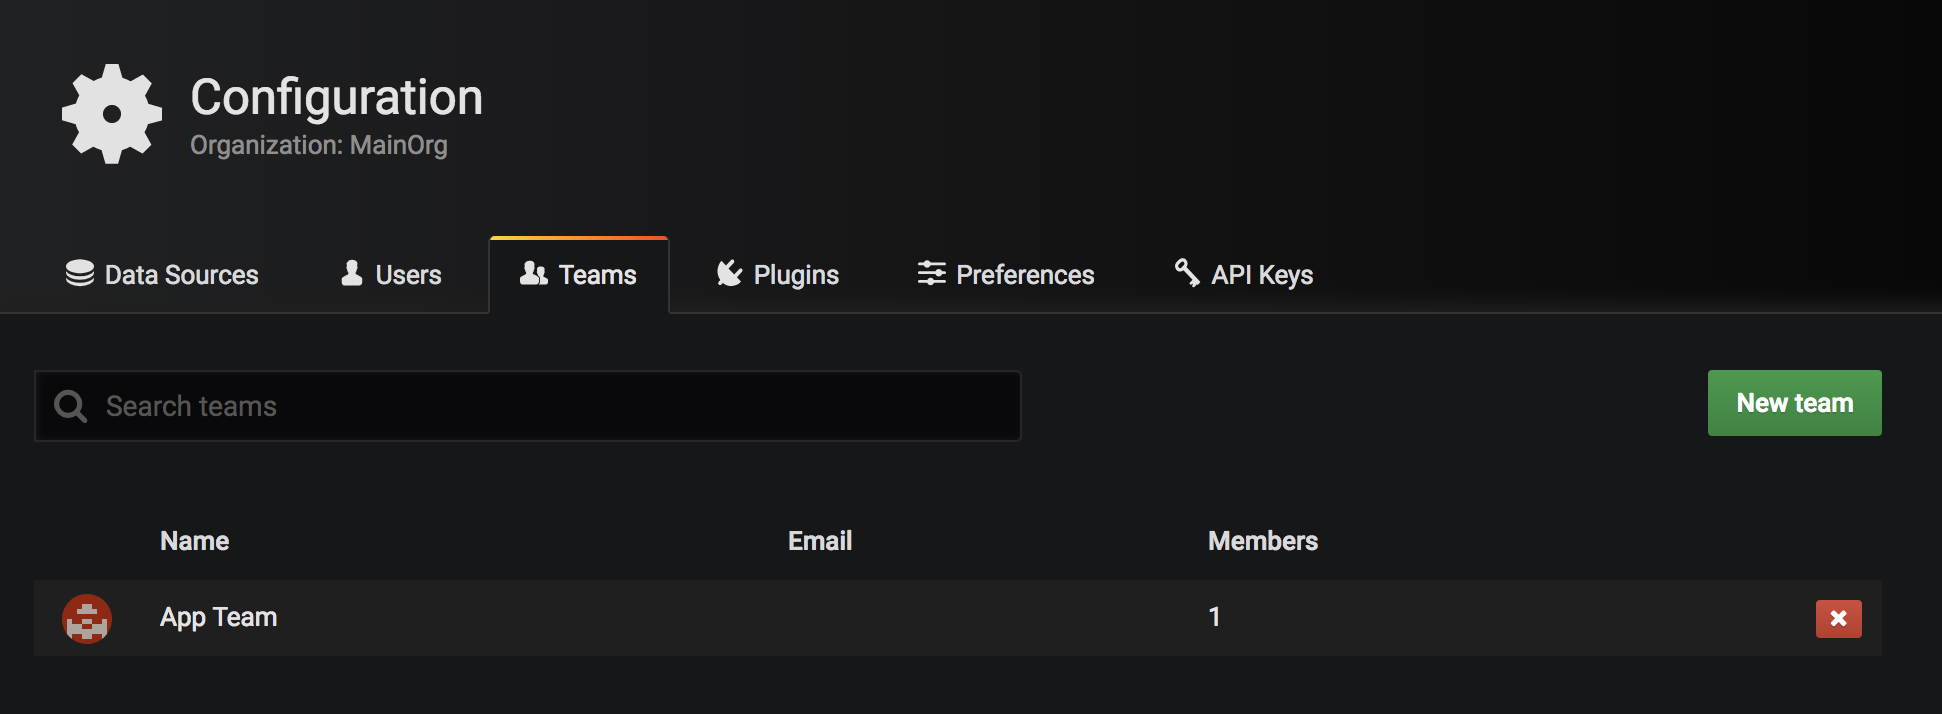 Configuration
Organization: MainOrg
Data Sources Users Teams Plugins Preferences API Keys
Search teams New team
Name Email Members
App Team 1